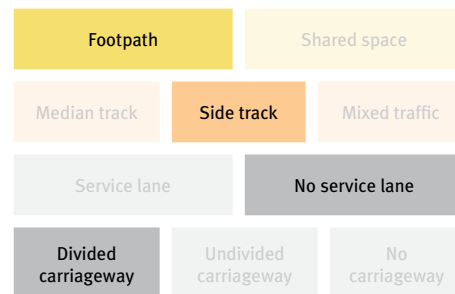 Footpath
Shared space
Median track
Side track
Mixed traffic
Service lane
No service lane
Divided
carriageway
Undivided
carriageway
No
carriageway